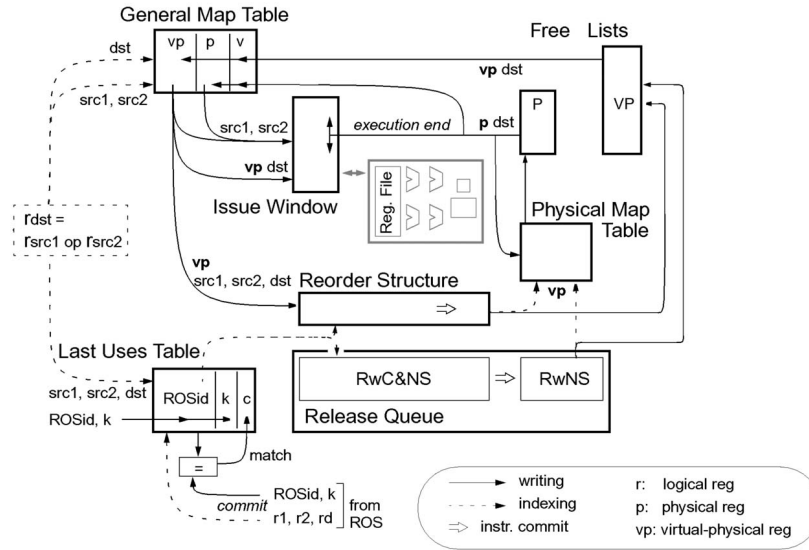 General Map Table
Free Lists
dst
vp p v
vp dst
src1, src2
src1, src2
execution end
p dst
P
VP
vp dst
Reg. File
Issue Window
Physical Map
Table
rdst =
rsrc1 op rsrc2
vp
src1, src2, dst
Reorder Structure
vp
Last Uses Table
RwC&NS
RwNS
src1, src2, dst
ROSid k c
Release Queue
ROSid, k
match
=
commit
ROSid, k
r1, r2, rd
from
ROS
writing
indexing
instr. commit
r: logical reg
p: physical reg
vp: virtual-physical reg